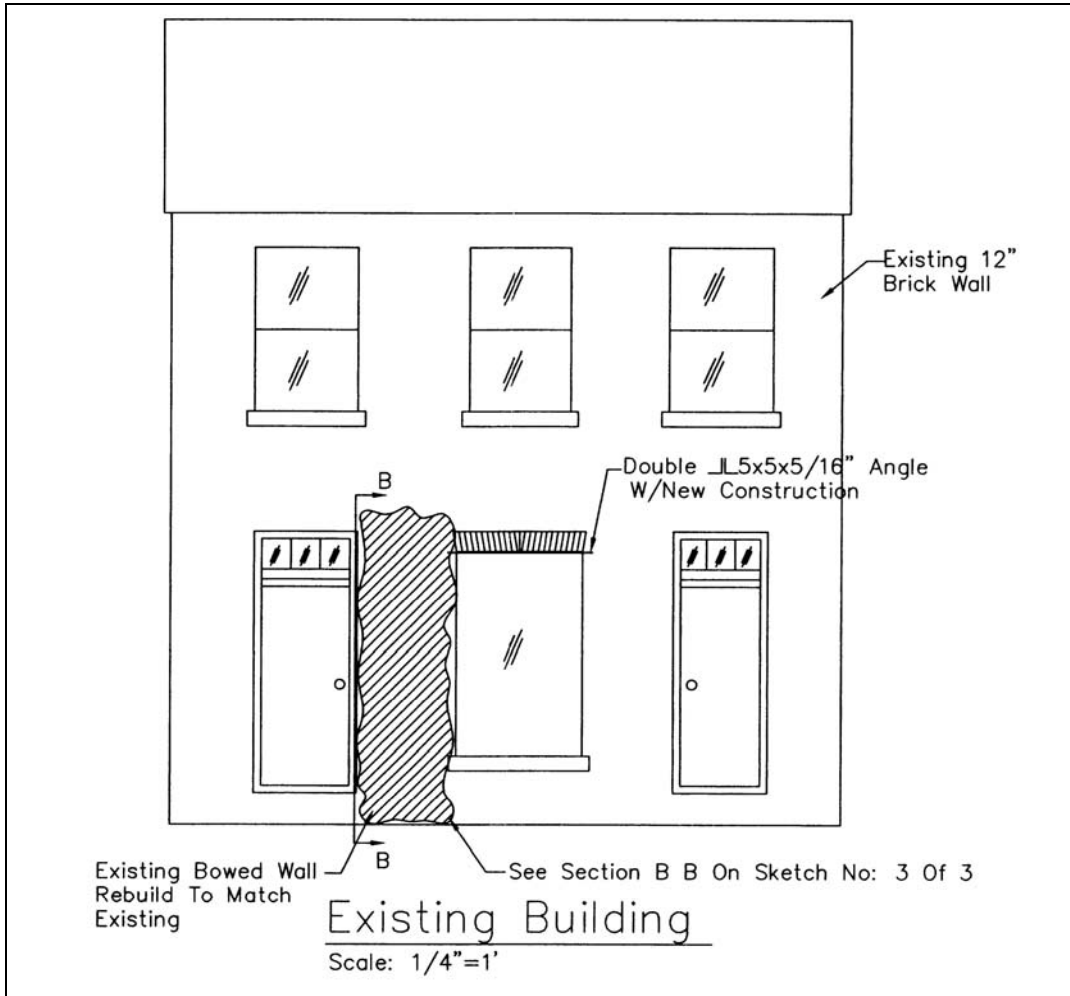 Existing 12"
Brick Wall
Double ⅃L5x5x5/16" Angle
W/New Construction
B
B
Existing Bowed Wall
Rebuild To Match
Existing
See Section B B On Sketch No: 3 Of 3
Existing Building
Scale: 1/4"=1'